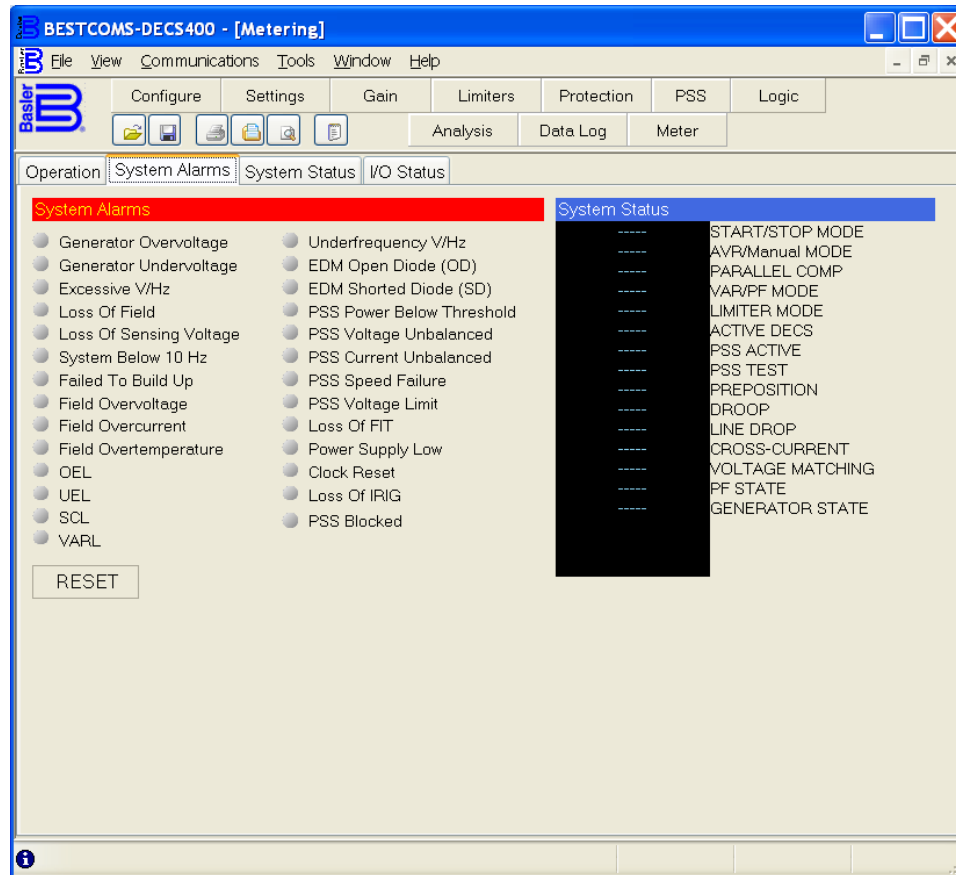 BESTCOMS-DECS400 - [Metering]
File View Communications Tools Window Help
Basler
Configure Settings Gain Limiters Protection PSS Logic
Analysis Data Log Meter
Operation System Alarms System Status I/O Status
System Alarms
Generator Overvoltage
Generator Undervoltage
Excessive V/Hz
Loss Of Field
Loss Of Sensing Voltage
System Below 10 Hz
Failed To Build Up
Field Overvoltage
Field Overcurrent
Field Overtemperature
OEL
UEL
SCL
VARL
Underfrequency V/Hz
EDM Open Diode (OD)
EDM Shorted Diode (SD)
PSS Power Below Threshold
PSS Voltage Unbalanced
PSS Current Unbalanced
PSS Speed Failure
PSS Voltage Limit
Loss Of FIT
Power Supply Low
Clock Reset
Loss Of IRIG
PSS Blocked
RESET
System Status
----- START/STOP MODE
----- AVR/Manual MODE
----- PARALLEL COMP
----- VAR/PF MODE
----- LIMITER MODE
----- ACTIVE DECS
----- PSS ACTIVE
----- PSS TEST
----- PREPOSITION
----- DROOP
----- LINE DROP
----- CROSS-CURRENT
----- VOLTAGE MATCHING
----- PF STATE
----- GENERATOR STATE